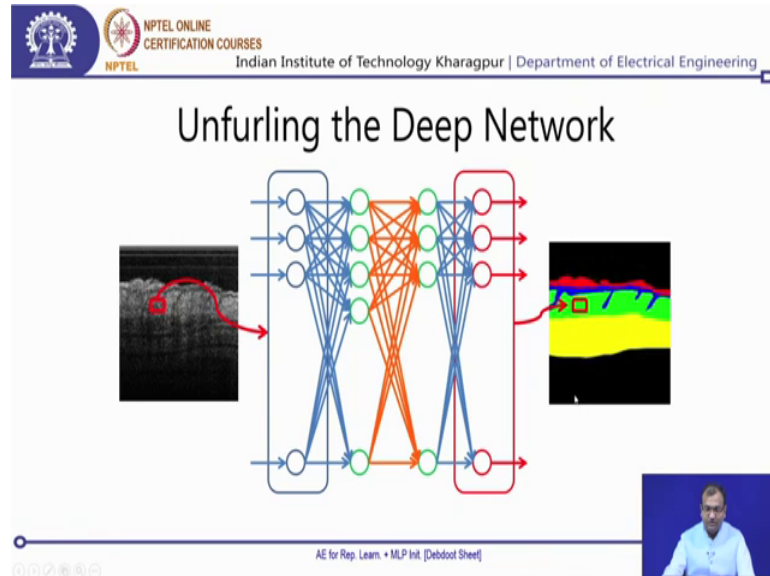 NPTEL ONLINE
CERTIFICATION COURSES
NPTEL
Indian Institute of Technology Kharagpur | Department of Electrical Engineering
Unfurling the Deep Network
AE for Rep. Learn. + MLP Init. [Debdoot Sheet]